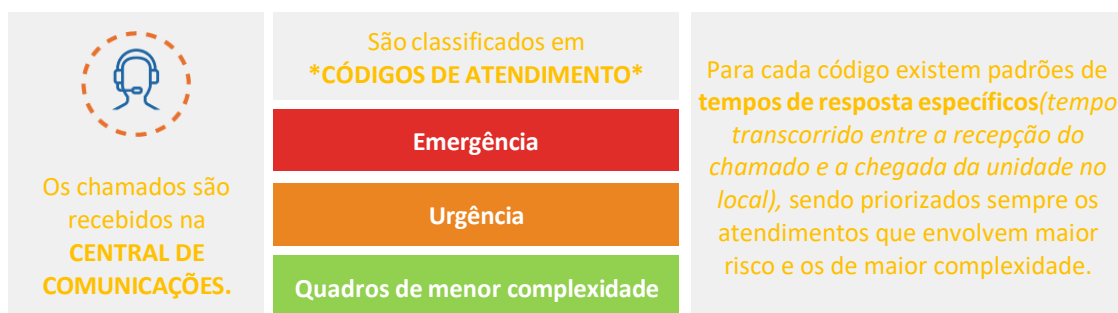 Os chamados são
recebidos na
CENTRAL DE
COMUNICAÇÕES.
São classificados em
*CÓDIGOS DE ATENDIMENTO*
Emergência
Urgência
Quadros de menor complexidade
Para cada código existem padrões de
tempos de resposta específicos(tempo
transcorrido entre a recepção do
chamado e a chegada da unidade no
local), sendo priorizados sempre os
atendimentos que envolvem maior
risco e os de maior complexidade.